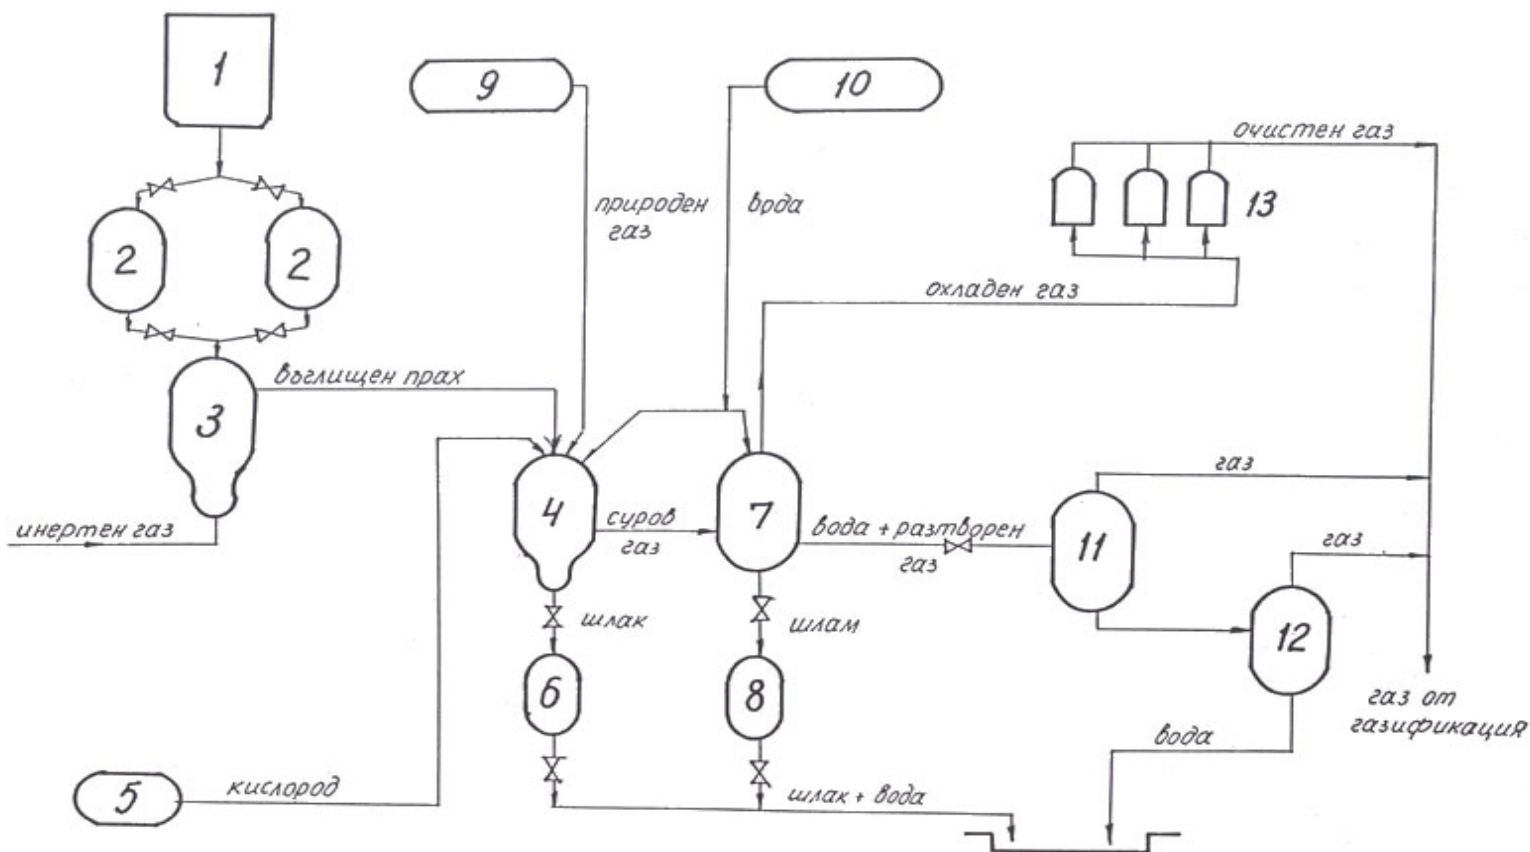 1
9
10
очистен газ
природен
газ
вода
13
2
2
охладен газ
въглищен прах
3
газ
4
суров
газ
7
вода + разтворен
газ
11
газ
инертен газ
шлак
шлам
12
6
8
газ от
газификация
вода
5
кислород
шлак + вода